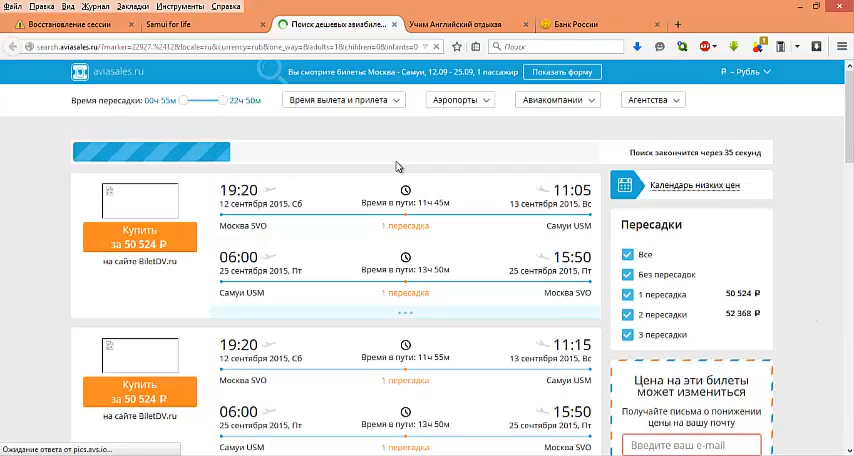 Файл Правка Вид Журнал Закладки Инструменты Справка
Восстановление сессии
Samui for life
Поиск дешевых авиабиле...
Учим Английский отдыхая
Банк России
search.aviasales.ru/?marker=22927.%2412&locale=ru&currency=rub&one_way=&adults=1&children=0&infants=0
Поиск
aviasales.ru
Вы смотрите билеты: Москва - Самуи, 12.09 - 25.09, 1 пассажир
Показать форму
₽ – Рубль
Время пересадки: 00ч 55м 22ч 50м
Время вылета и прилета
Аэропорты
Авиакомпании
Агентства
Поиск закончится через 35 секунд
Купить
за 50 524 ₽
на сайте BiletDV.ru
19:20 11:05
12 сентября 2015, Сб Время в пути: 11ч 45м 13 сентября 2015, Вс
Москва SVO 1 пересадка Самуи USM
06:00 15:50
25 сентября 2015, Пт Время в пути: 13ч 50м 25 сентября 2015, Пт
Самуи USM 1 пересадка Москва SVO
Календарь низких цен
Пересадки
Все
Без пересадок
1 пересадка 50 524 ₽
2 пересадки 52 368 ₽
3 пересадки
Купить
за 50 524 ₽
на сайте BiletDV.ru
19:20 11:15
12 сентября 2015, Сб Время в пути: 11ч 55м 13 сентября 2015, Вс
Москва SVO 1 пересадка Самуи USM
06:00 15:50
25 сентября 2015, Пт Время в пути: 13ч 50м 25 сентября 2015, Пт
Самуи USM 1 пересадка Москва SVO
Цена на эти билеты
может измениться
Получайте письма о понижении
цены на вашу почту
Введите ваш e-mail
Ожидание ответа от pics.avs.io...